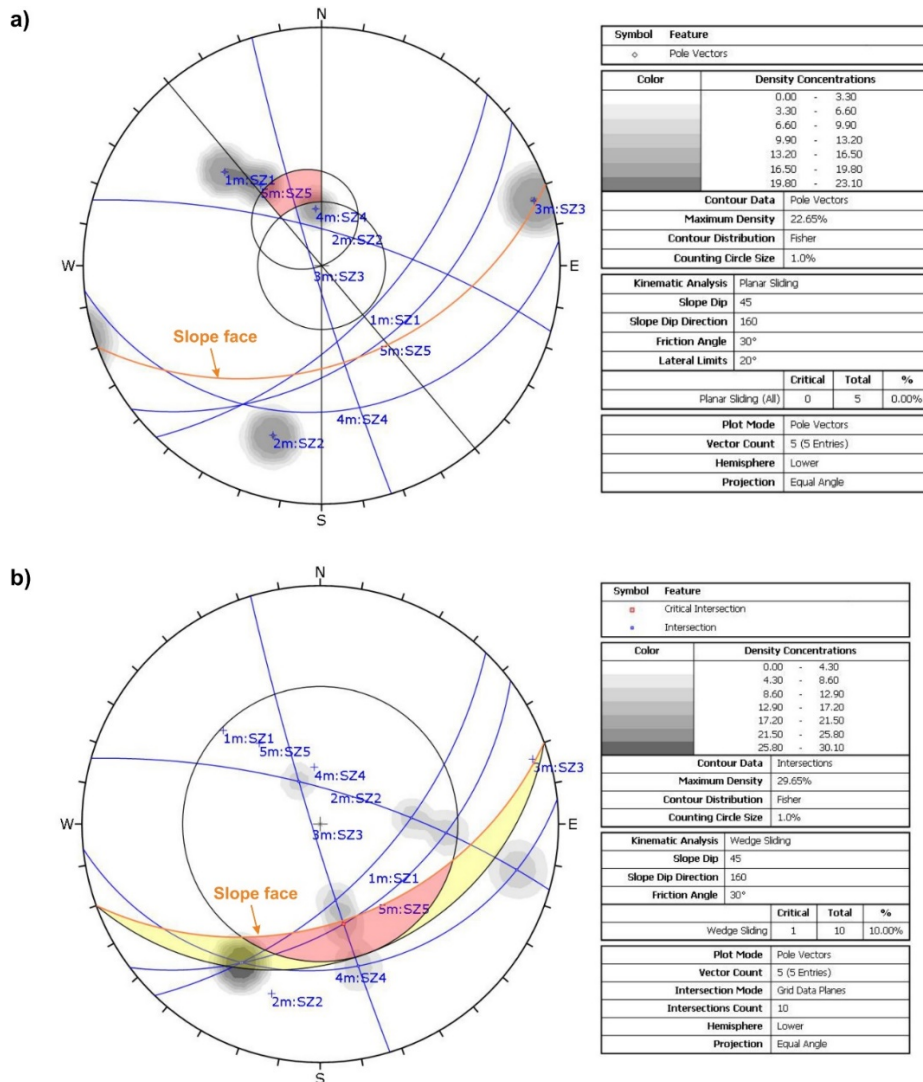 a)
N
1m:SZ1
5m:SZ5
4m:SZ4
3m:SZ3
2m:SZ2
W
3m:SZ3
E
1m:SZ1
Slope face
5m:SZ5
4m:SZ4
2m:SZ2
S
Symbol Feature
Pole Vectors
Color Density Concentrations
0.00 - 3.30
3.30 - 6.60
6.60 - 9.90
9.90 - 13.20
13.20 - 16.50
16.50 - 19.80
19.80 - 23.10
Contour Data Pole Vectors
Maximum Density 22.65%
Contour Distribution Fisher
Counting Circle Size 1.0%
Kinematic Analysis Planar Sliding
Slope Dip 45
Slope Dip Direction 160
Friction Angle 30°
Lateral Limits 20°
Critical Total %
Planar Sliding (All) 0 5 0.00%
Plot Mode Pole Vectors
Vector Count 5 (5 Entries)
Hemisphere Lower
Projection Equal Angle
b)
N
1m:SZ1
5m:SZ5
3m:SZ3
4m:SZ4
2m:SZ2
W
3m:SZ3
E
1m:SZ1
Slope face
5m:SZ5
4m:SZ4
2m:SZ2
S
Symbol Feature
Critical Intersection
Intersection
Color Density Concentrations
0.00 - 4.30
4.30 - 8.60
8.60 - 12.90
12.90 - 17.20
17.20 - 21.50
21.50 - 25.80
25.80 - 30.10
Contour Data Intersections
Maximum Density 29.65%
Contour Distribution Fisher
Counting Circle Size 1.0%
Kinematic Analysis Wedge Sliding
Slope Dip 45
Slope Dip Direction 160
Friction Angle 30°
Critical Total %
Wedge Sliding 1 10 10.00%
Plot Mode Pole Vectors
Vector Count 5 (5 Entries)
Intersection Mode Grid Data Planes
Intersections Count 10
Hemisphere Lower
Projection Equal Angle